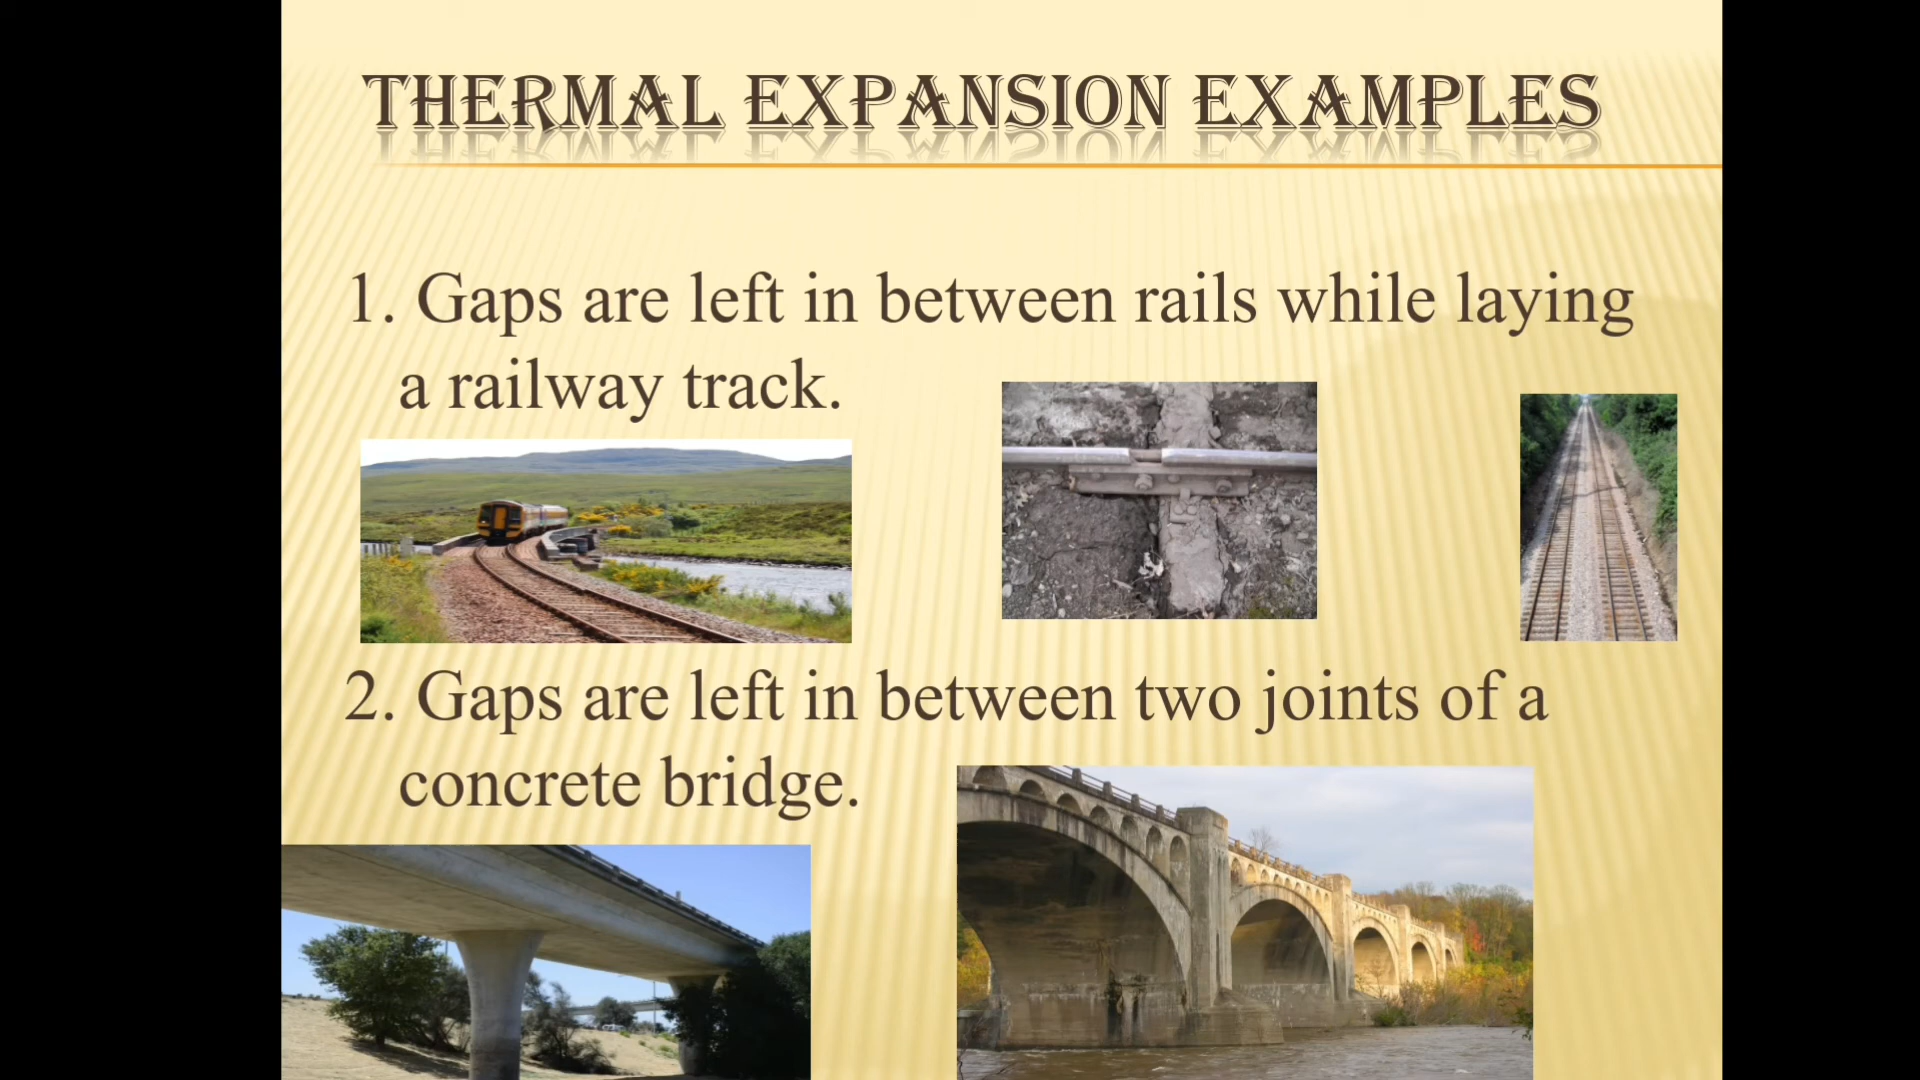 THERMAL EXPANSION EXAMPLES
1. Gaps are left in between rails while laying
a railway track.
2. Gaps are left in between two joints of a
concrete bridge.